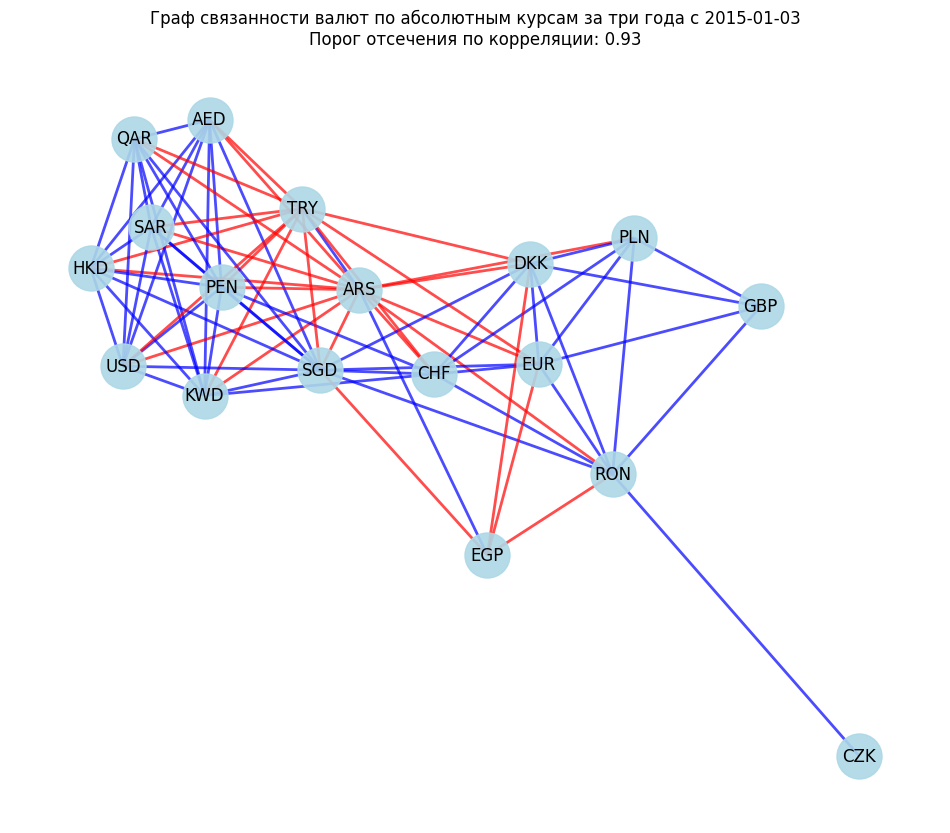 Граф связанности валют по абсолютным курсам за три года с 2015-01-03
Порог отсечения по корреляции: 0.93
AED
QAR
TRY
SAR
PLN
DKK
HKD
PEN
ARS
GBP
USD
SGD
CHF
EUR
KWD
RON
EGP
CZK